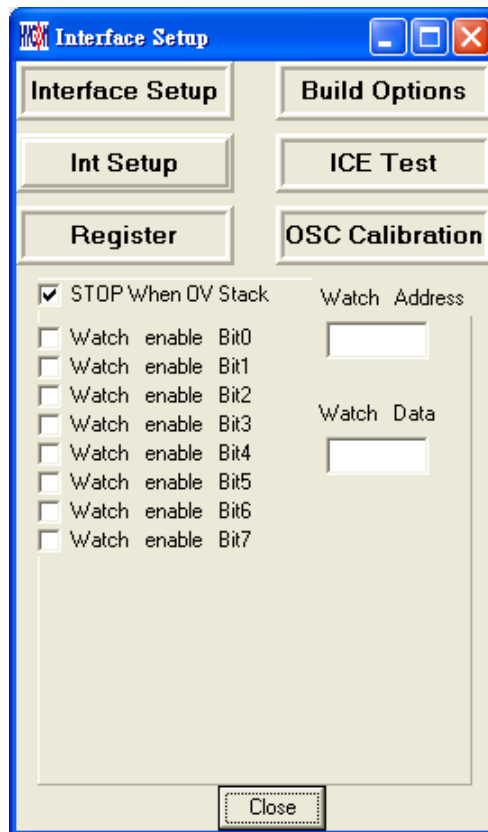 Interface Setup
Interface Setup
Build Options
Int Setup
ICE Test
Register
OSC Calibration
STOP When OV Stack
Watch Address
Watch enable Bit0
Watch enable Bit1
Watch enable Bit2
Watch Data
Watch enable Bit3
Watch enable Bit4
Watch enable Bit5
Watch enable Bit6
Watch enable Bit7
Close